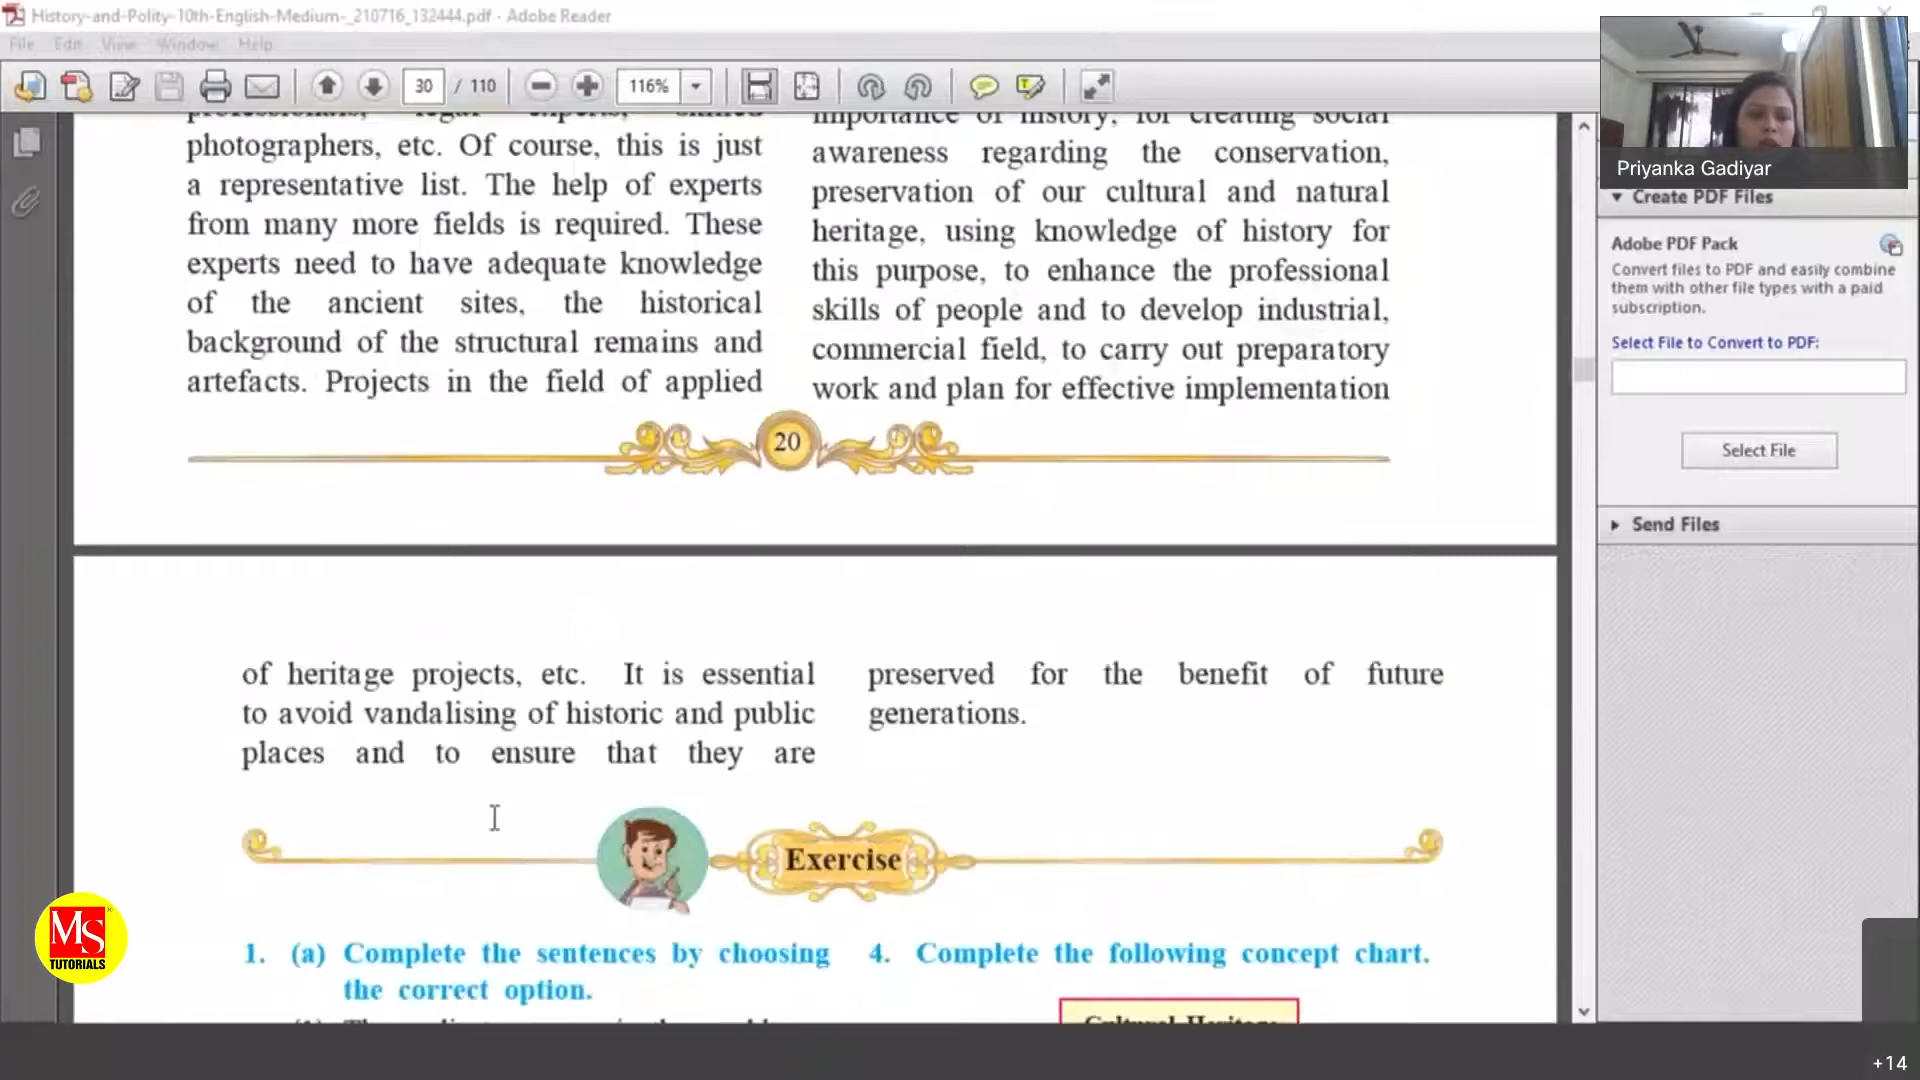 History-and-Polity-10th-English-Medium-_210716_132444.pdf - Adobe Reader
File Edit View Window Help
30 / 110 116%
Priyanka Gadiyar
photographers, etc. Of course, this is just
a representative list. The help of experts
from many more fields is required. These
experts need to have adequate knowledge
of the ancient sites, the historical
background of the structural remains and
artefacts. Projects in the field of applied
importance of history, for creating social
awareness regarding the conservation,
preservation of our cultural and natural
heritage, using knowledge of history for
this purpose, to enhance the professional
skills of people and to develop industrial,
commercial field, to carry out preparatory
work and plan for effective implementation
20
of heritage projects, etc. It is essential
to avoid vandalising of historic and public
places and to ensure that they are
preserved for the benefit of future
generations.
Exercise
1. (a) Complete the sentences by choosing
the correct option.
4. Complete the following concept chart.
Create PDF Files
Adobe PDF Pack
Convert files to PDF and easily combine
them with other file types with a paid
subscription.
Select File to Convert to PDF:
Select File
Send Files
MS
TUTORIALS
+14